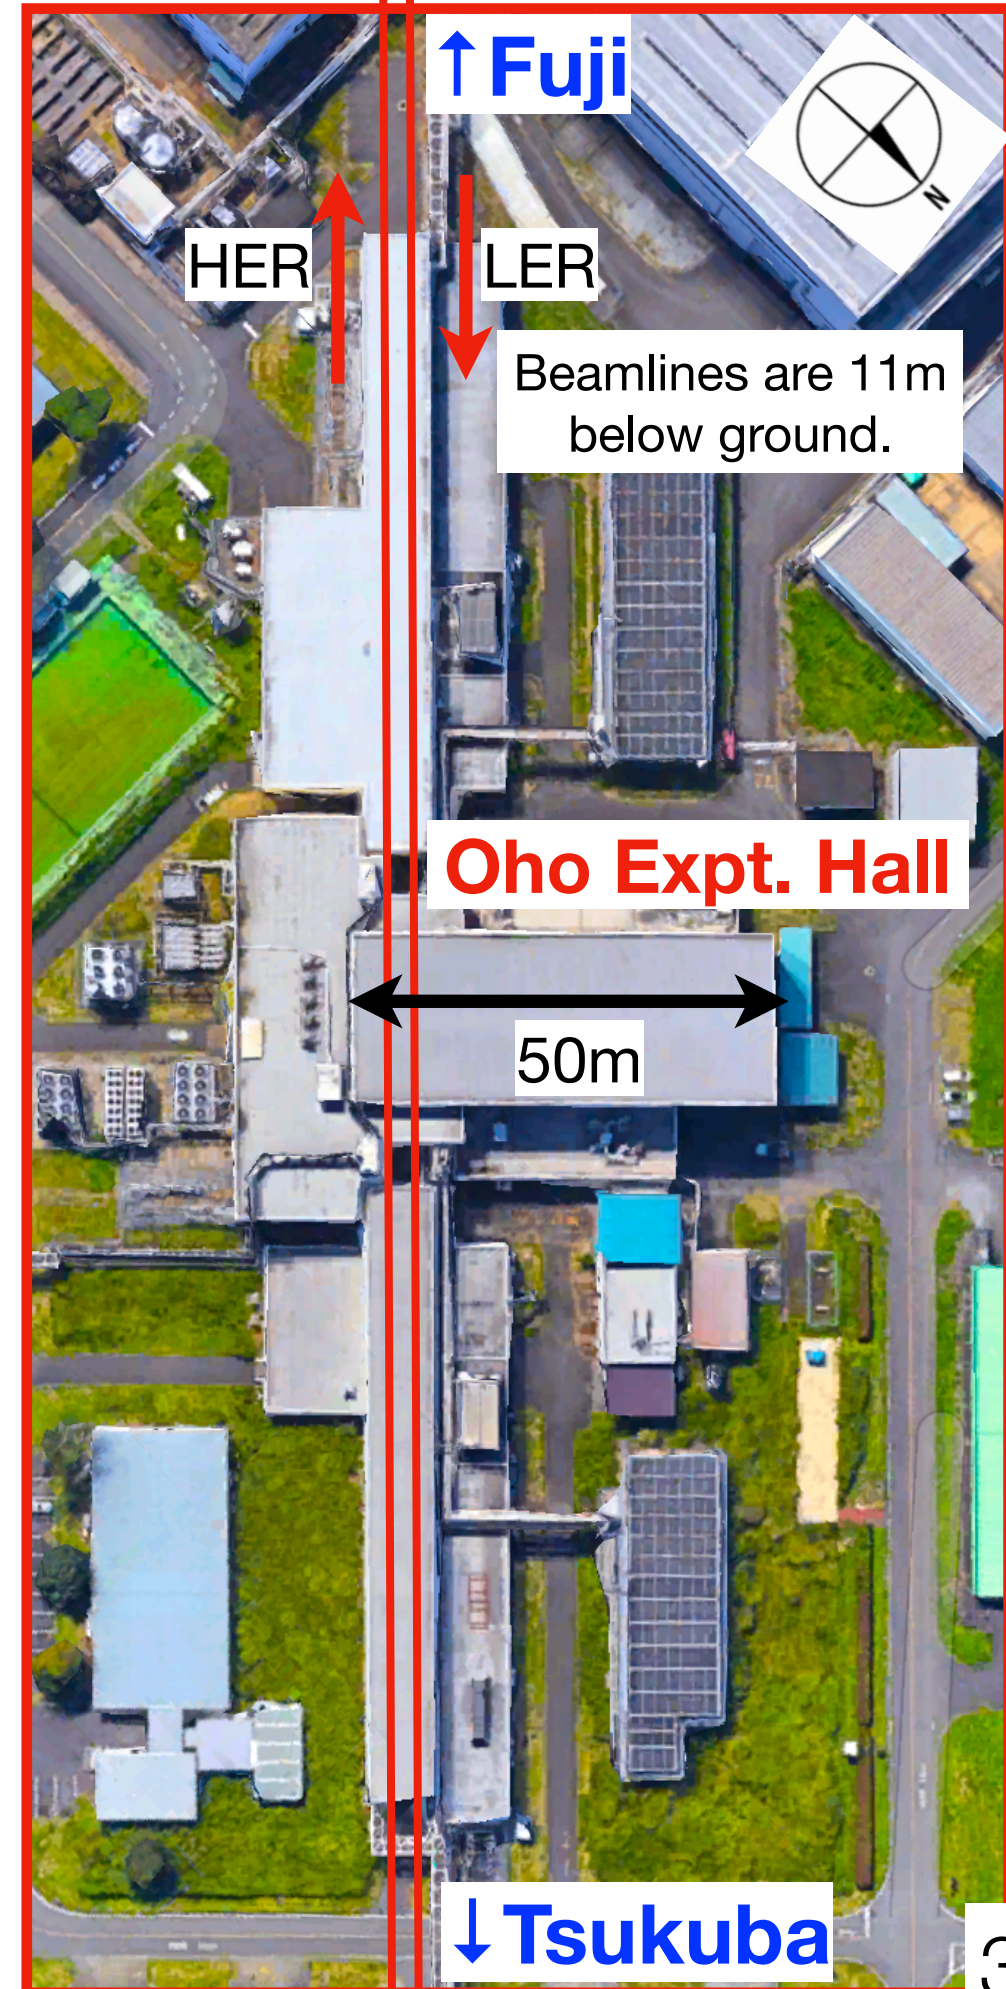 ↑Fuji
N
HER
LER
Beamlines are 11m
below ground.
Oho Expt. Hall
50m
↓Tsukuba